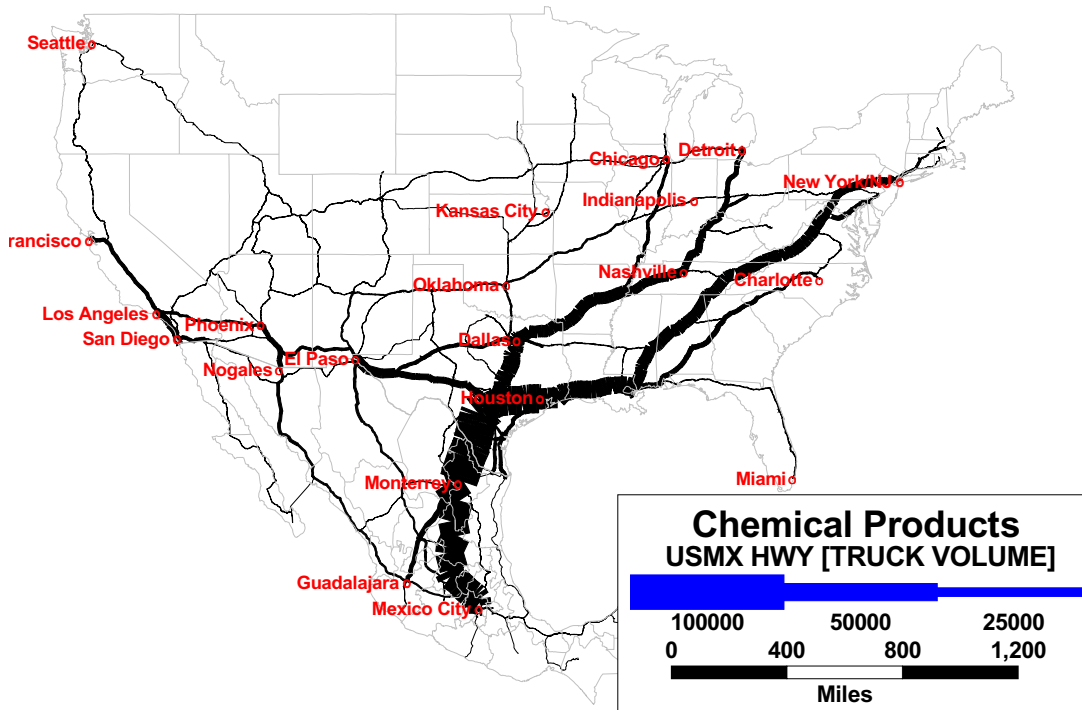 Seattle
Chicago
Detroit
New York/NJ
Indianapolis
Kansas City
rancisco
Nashville
Charlotte
Oklahoma
Los Angeles
Phoenix
San Diego
Dallas
El Paso
Nogales
Houston
Miami
Monterrey
Guadalajara
Mexico City
Chemical Products
USMX HWY [TRUCK VOLUME]
100000 50000 25000
0 400 800 1,200
Miles